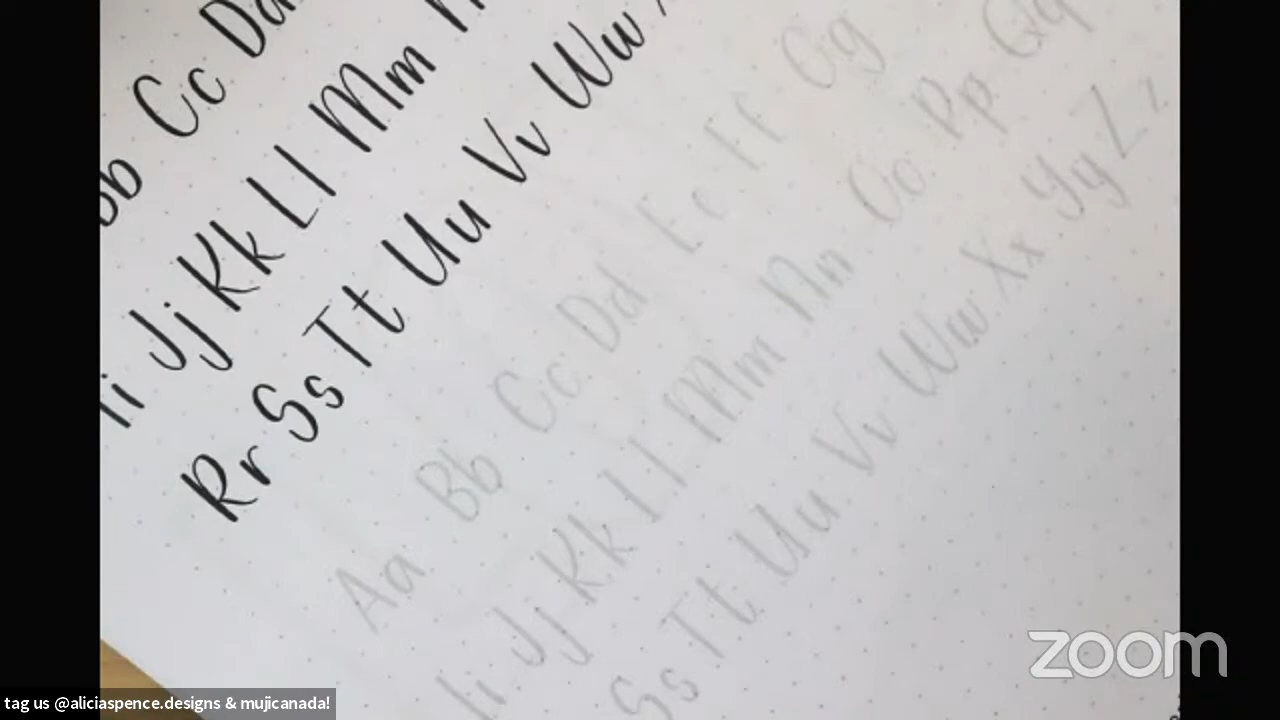 Bb Cc Dd
Ii Jj Kk Ll Mm
Rr Ss Tt Uu Vv Ww
Aa Bb Cc Dd Ee Ff Gg
Ii Jj Kk Ll Mm Nn Oo Pp Qq
Ss Tt Uu Vv Ww Xx Yy Zz
zoom
tag us @aliciaspence.designs & mujicanada!